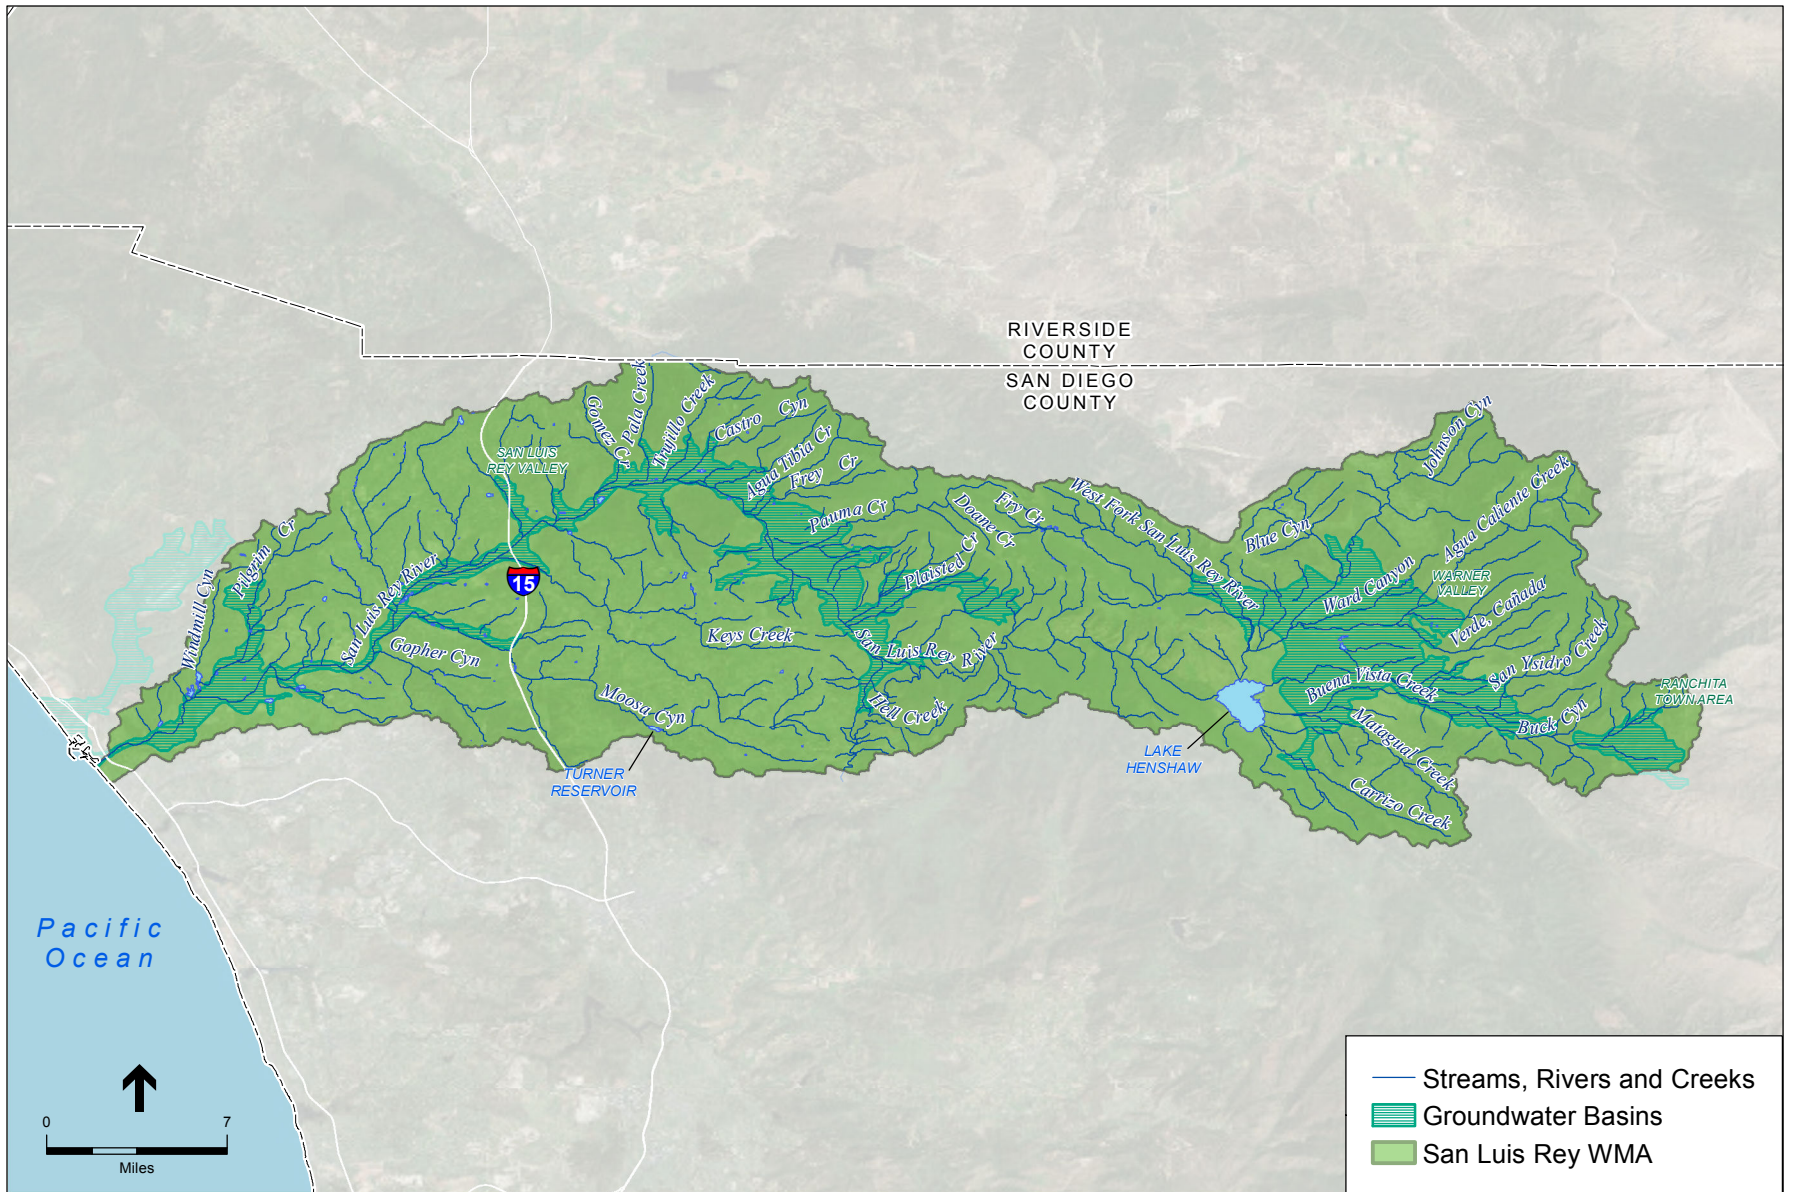 RIVERSIDE
COUNTY
SAN DIEGO
COUNTY
Gomez Cr
Pala Creek
Trujillo Creek
Castro Cyn
Agua Tibia Cr
Frey Cr
Pauma Cr
SAN LUIS
REY VALLEY
Doane Cr
Fry Cr
West Fork San Luis Rey River
Blue Cyn
Johnson Cyn
Agua Caliente Creek
Ward Canyon
WARNER
VALLEY
Verde, Cañada
San Ysidro Creek
Buena Vista Creek
Buck Cyn
RANCHITA
TOWN AREA
Matagual Creek
Carrizo Creek
LAKE
HENSHAW
Plaisted Cr
San Luis Rey River
Hell Creek
Keys Creek
Moosa Cyn
TURNER
RESERVOIR
15
Gopher Cyn
San Luis Rey River
Pilgrim Cr
Windmill Cyn
Pacific
Ocean
0 7
Miles
Streams, Rivers and Creeks
Groundwater Basins
San Luis Rey WMA